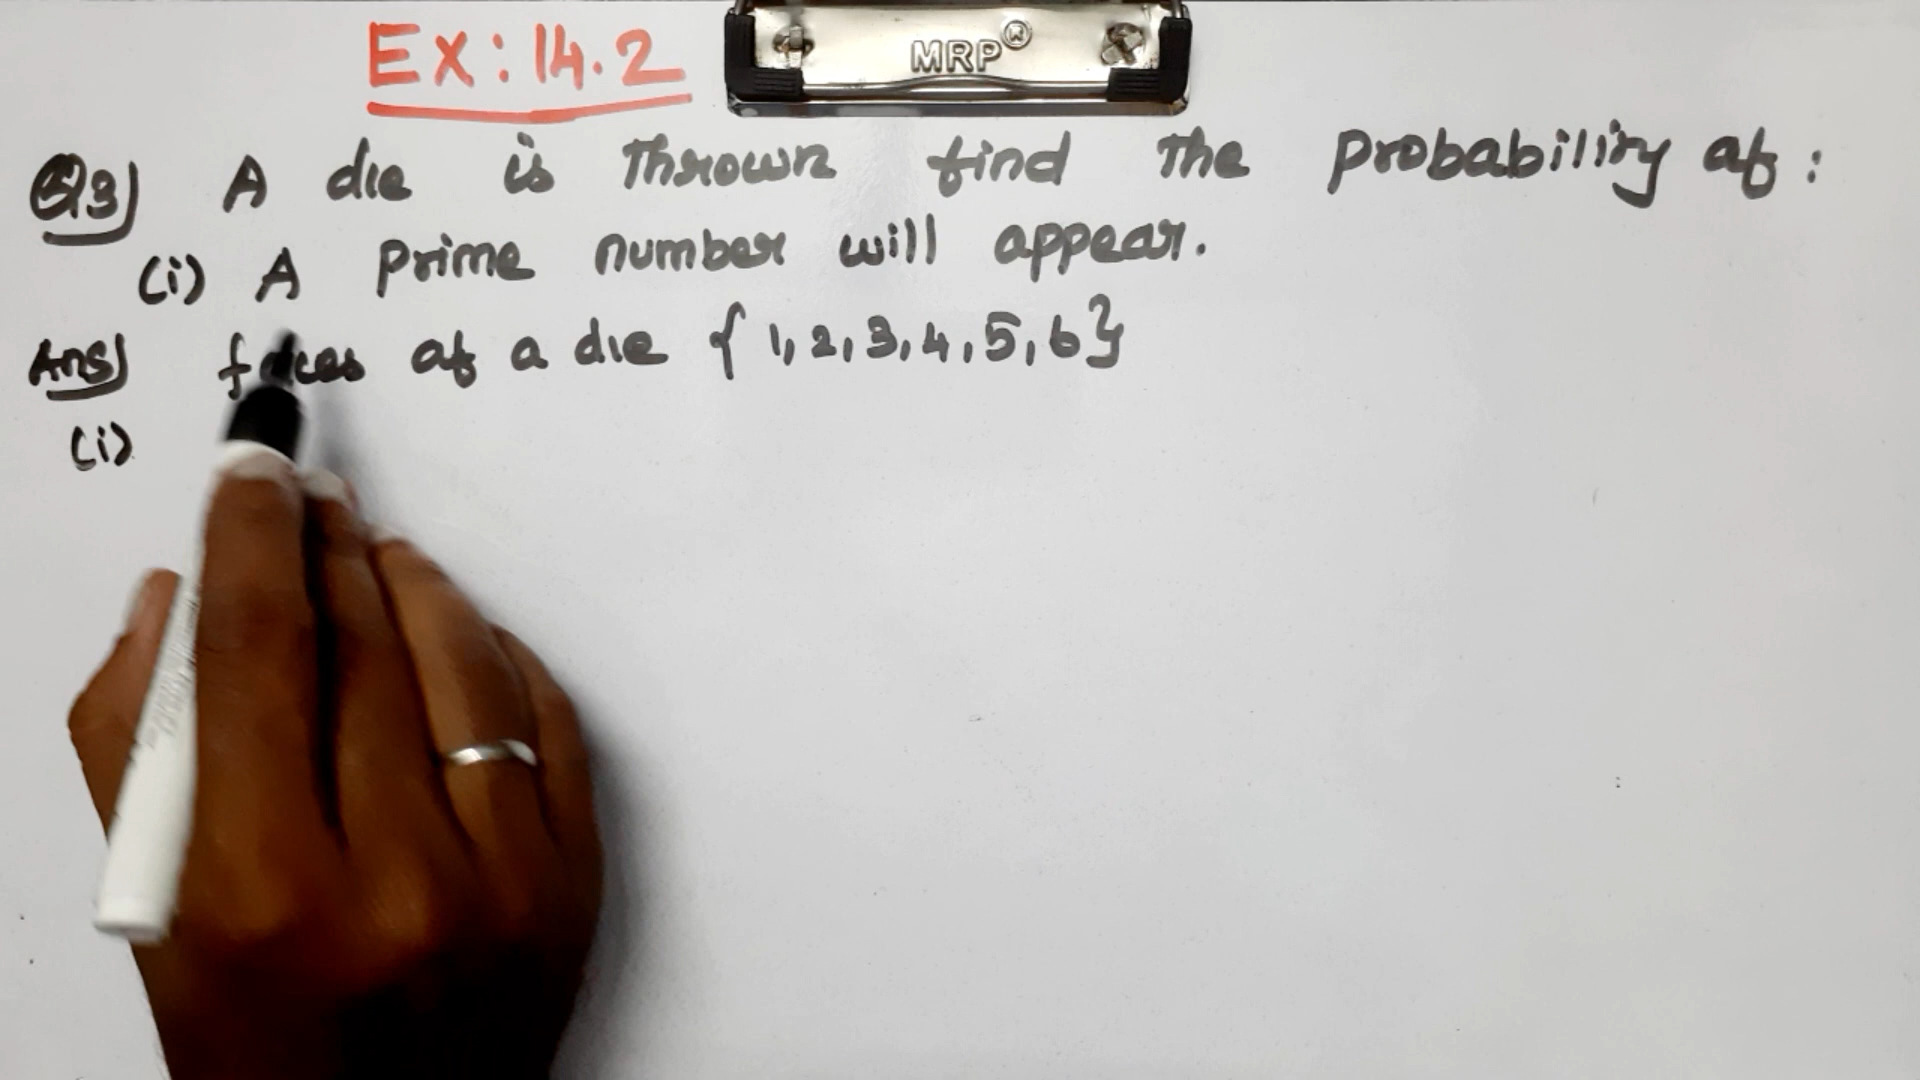 Ex: 14.2
MRP®
Q3) A die is thrown find the probability of :
(i) A prime number will appear.
Ans) faces of a die { 1, 2, 3, 4, 5, 6}
(i)